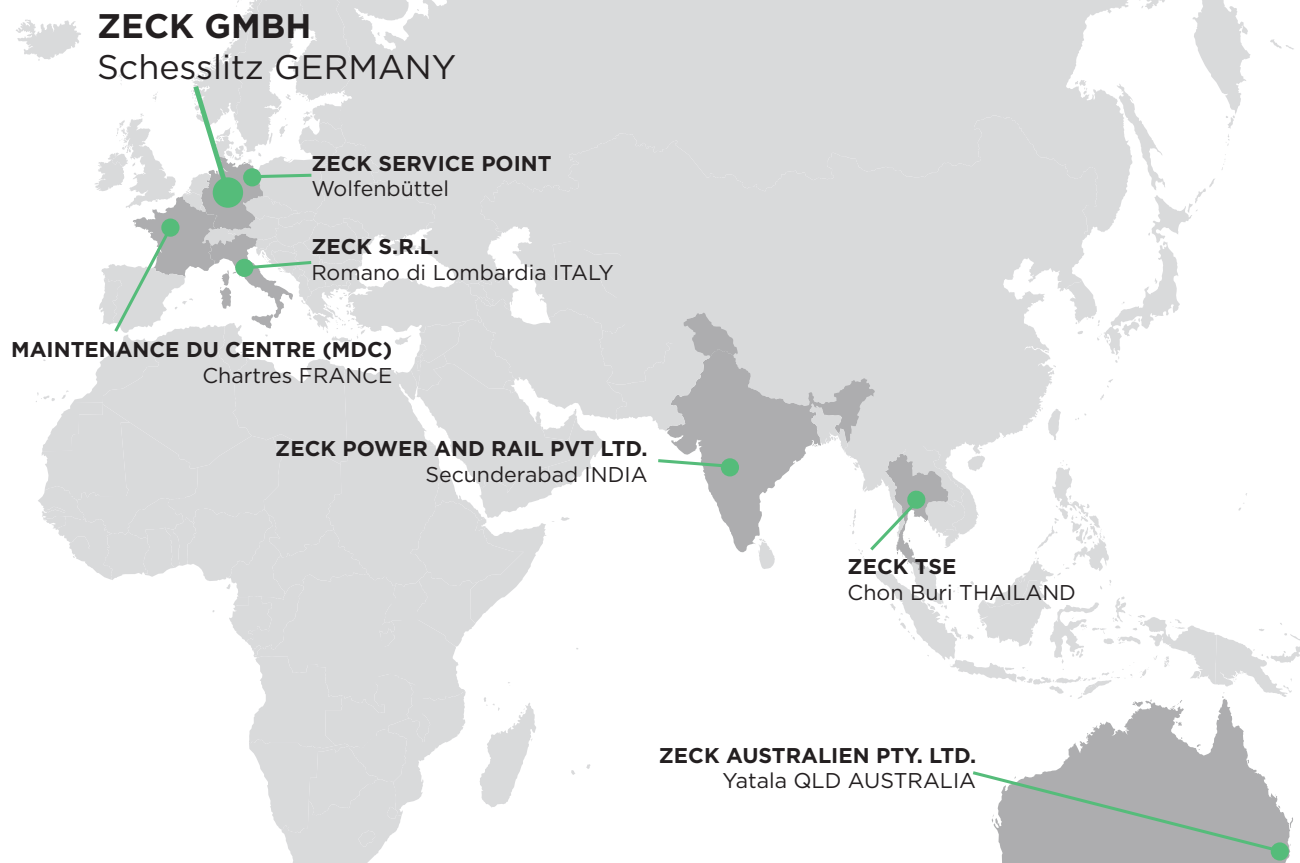 ZECK GMBH
Schesslitz GERMANY
ZECK SERVICE POINT
Wolfenbüttel
ZECK S.R.L.
Romano di Lombardia ITALY
MAINTENANCE DU CENTRE (MDC)
Chartres FRANCE
ZECK POWER AND RAIL PVT LTD.
Secunderabad INDIA
ZECK TSE
Chon Buri THAILAND
ZECK AUSTRALIEN PTY. LTD.
Yatala QLD AUSTRALIA